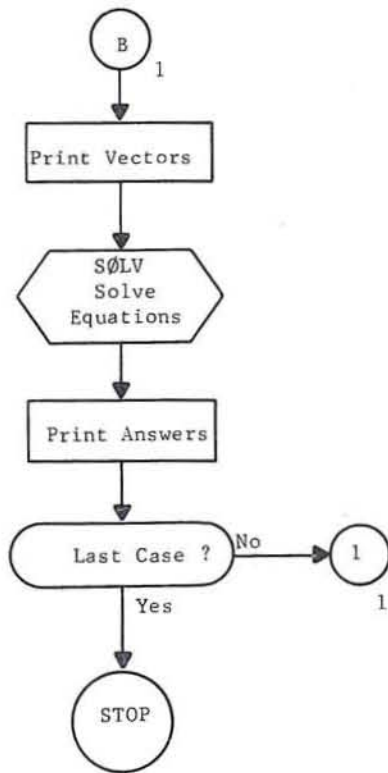 B
1
Print Vectors
SØLV
Solve
Equations
Print Answers
Last Case ?
No
1
1
Yes
STOP